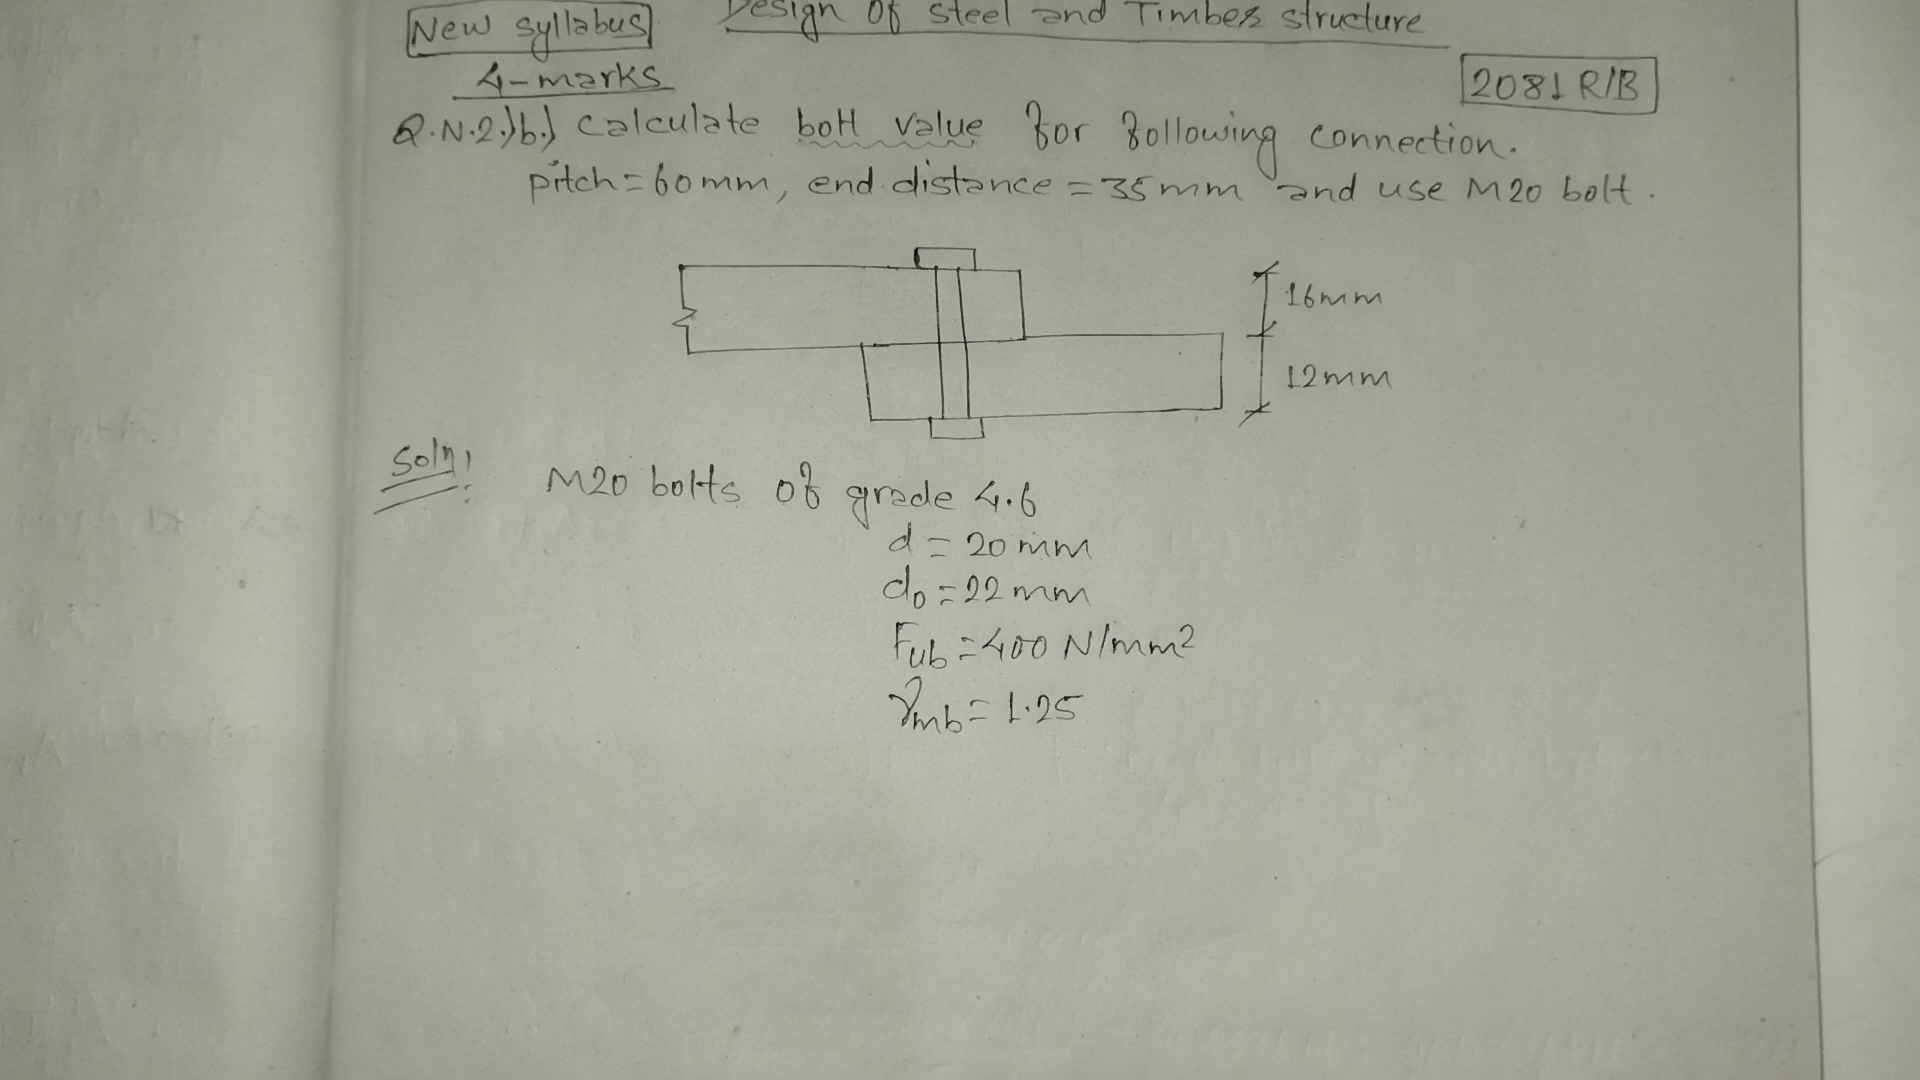 New syllabus
Design of steel and Timber structure
4-marks
2081 R/B
Q.N.2.)b.) calculate bolt value for following connection.
pitch=60mm, end distance = 35mm and use M20 bolt.
16mm
12mm
Soln:
M20 bolts of grade 4.6
d = 20mm
do = 22mm
Fub = 400 N/mm2
γmb = 1.25